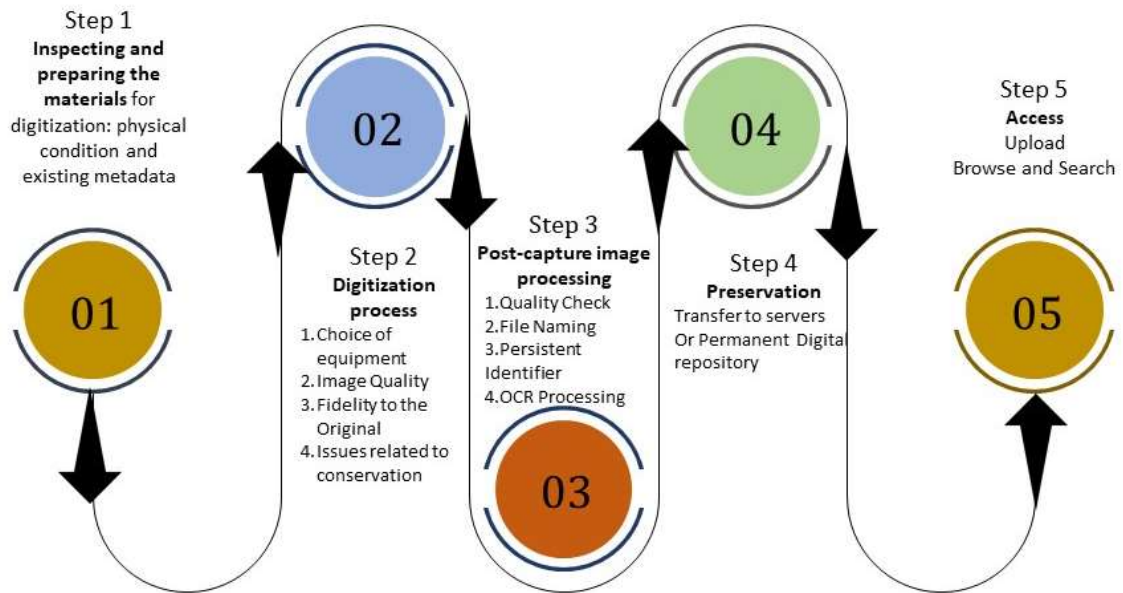 Step 1
Inspecting and
preparing the
materials for
digitization: physical
condition and
existing metadata
01
02
Step 2
Digitization
process
1.Choice of
equipment
2.Image Quality
3.Fidelity to the
Original
4.Issues related to
conservation
Step 3
Post-capture image
processing
1.Quality Check
2.File Naming
3.Persistent
Identifier
4.OCR Processing
03
04
Step 4
Preservation
Transfer to servers
Or Permanent Digital
repository
Step 5
Access
Upload
Browse and Search
05